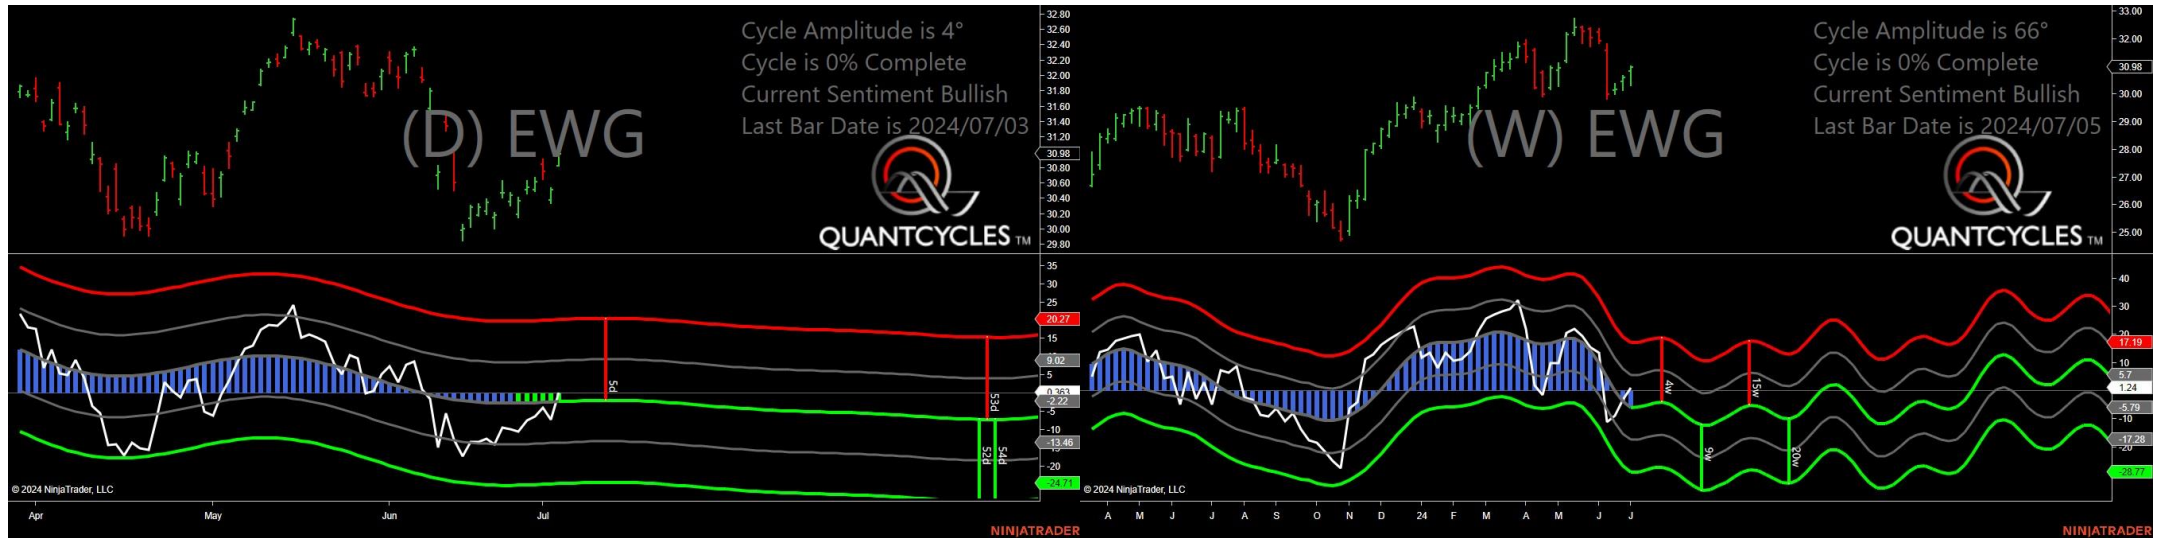 Cycle Amplitude is 4°
Cycle is 0% Complete
Current Sentiment Bullish
Last Bar Date is 2024/07/03
(D) EWG
QUANTCYCLES TM
32.80
32.60
32.40
32.20
32.00
31.80
31.60
31.40
31.20
30.98
30.80
30.60
30.40
30.20
30.00
29.80
35
30
25
20.27
15
9.02
5
0.363
-2.22
-5
-10
-13.46
-20
-24.71
5d
53d
52d
54d
© 2024 NinjaTrader, LLC
Apr May Jun Jul
NINJATRADER
Cycle Amplitude is 66°
Cycle is 0% Complete
Current Sentiment Bullish
Last Bar Date is 2024/07/05
(W) EWG
QUANTCYCLES TM
33.00
32.00
30.98
30.00
29.00
28.00
27.00
26.00
25.00
40
30
20
17.19
10
5.7
1.24
-5.79
-10
-17.28
-20
-28.77
4w
15w
9w
20w
© 2024 NinjaTrader, LLC
A M J J A S O N D 24 F M A M J J
NINJATRADER